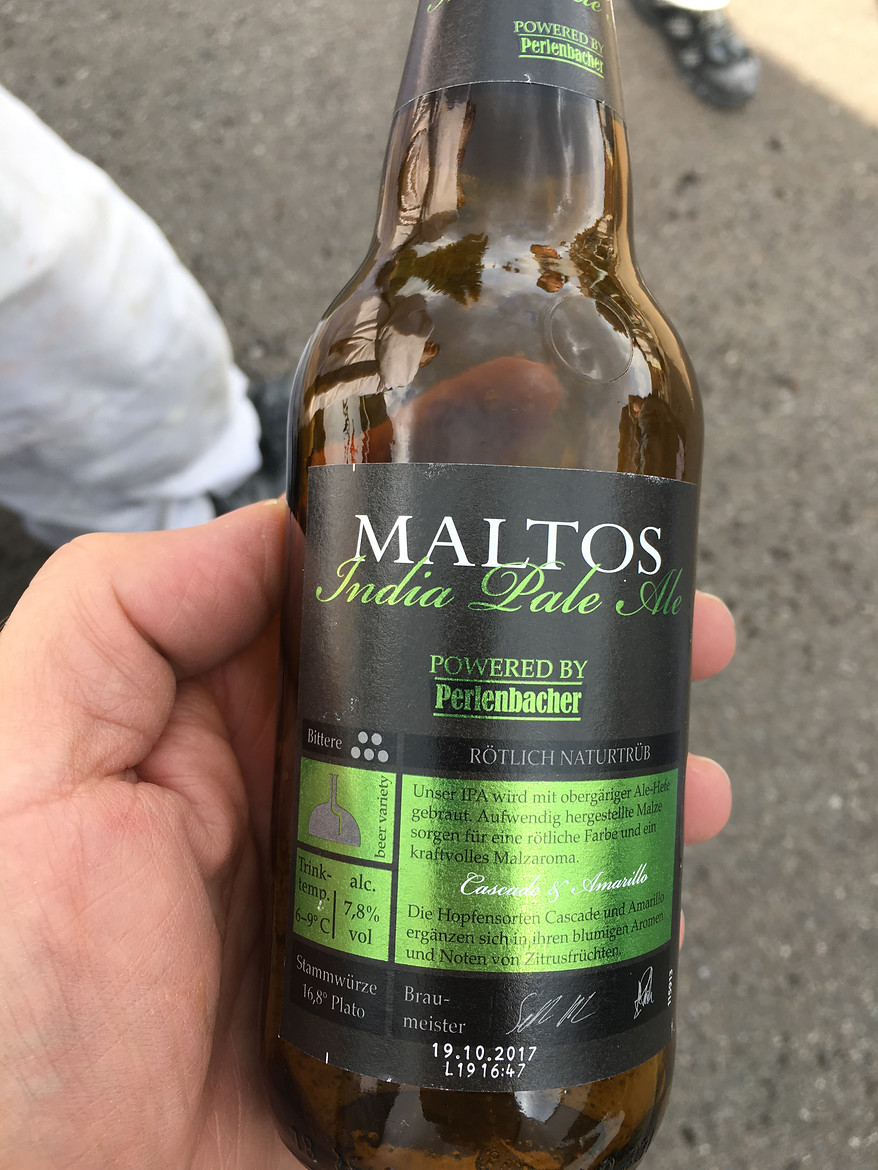 POWERED BY
Perlenbacher
MALTOS
India Pale Ale
POWERED BY
Perlenbacher
Bittere
RÖTLICH NATURTRÜB
beer variety
Unser IPA wird mit obergäriger Ale-Hefe
gebraut. Aufwendig hergestellte Malze
sorgen für eine rötliche Farbe und ein
kraftvolles Malzaroma.
Cascade & Amarillo
Die Hopfensorten Cascade und Amarillo
ergänzen sich in ihren blumigen Aromen
und Noten von Zitrusfrüchten.
Trink-
temp.
6–9° C
alc.
7,8%
vol
Stammwürze
16,8° Plato
Brau-
meister
19.10.2017
L19 16:47